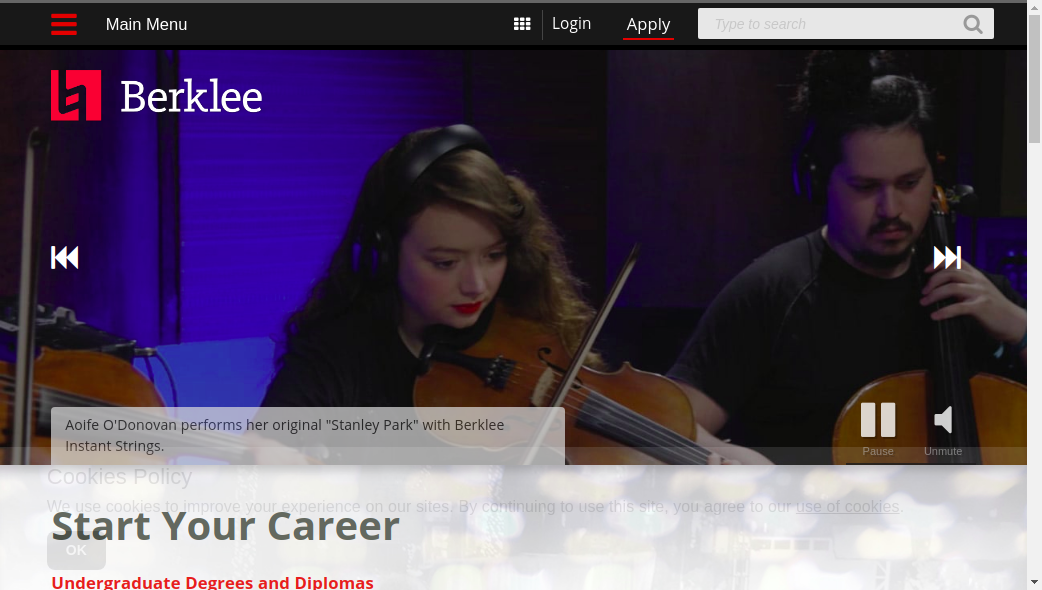 Main Menu
Login
Apply
Type to search
Berklee
Aoife O'Donovan performs her original "Stanley Park" with Berklee
Instant Strings.
Pause
Unmute
Cookies Policy
We use cookies to improve your experience on our sites. By continuing to use this site, you agree to our use of cookies.
Start Your Career
OK
Undergraduate Degrees and Diplomas